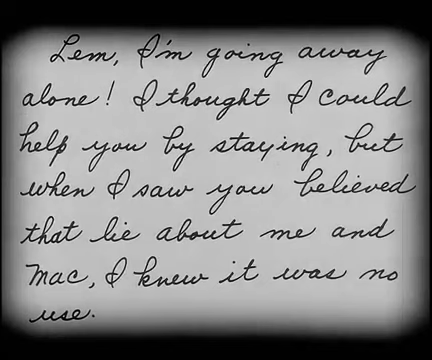 Lem, I'm going away
alone! I thought I could
help you by staying, but
when I saw you believed
that lie about me and
Mac, I knew it was no
use.